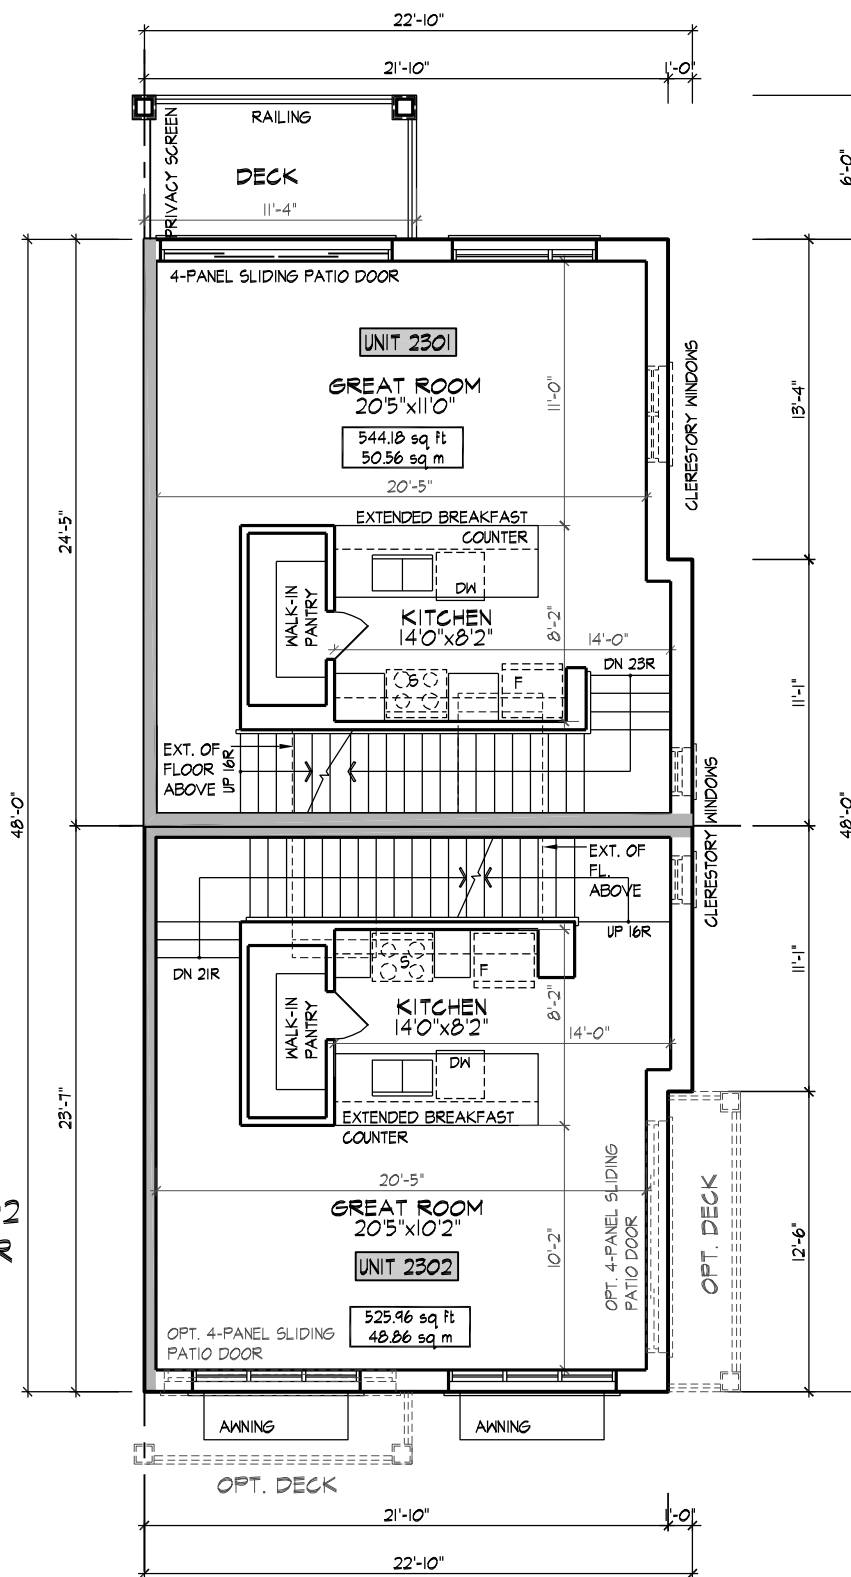 22'-10"
21'-10"
1'-0"
RAILING
PRIVACY SCREEN
DECK
11'-4"
6'-0"
4-PANEL SLIDING PATIO DOOR
UNIT 2301
GREAT ROOM
20'5"x11'0"
11'-0"
544.18 sq ft
50.56 sq m
CLERESTORY WINDOWS
13'-4"
20'-5"
24'-5"
EXTENDED BREAKFAST
COUNTER
DW
WALK-IN
PANTRY
KITCHEN
14'0"x8'2"
8'-2"
14'-0"
DN 23R
S
F
11'-1"
EXT. OF
FLOOR
ABOVE
UP 16R
CLERESTORY WINDOWS
48'-0"
48'-0"
EXT. OF
FL.
ABOVE
UP 16R
DN 21R
S
F
11'-1"
WALK-IN
PANTRY
KITCHEN
14'0"x8'2"
8'-2"
14'-0"
DW
EXTENDED BREAKFAST
COUNTER
23'-7"
20'-5"
GREAT ROOM
20'5"x10'2"
10'-2"
UNIT 2302
OPT. 4-PANEL SLIDING
PATIO DOOR
OPT. DECK
12'-6"
525.96 sq ft
48.86 sq m
OPT. 4-PANEL SLIDING
PATIO DOOR
AWNING
AWNING
OPT. DECK
21'-10"
1'-0"
22'-10"